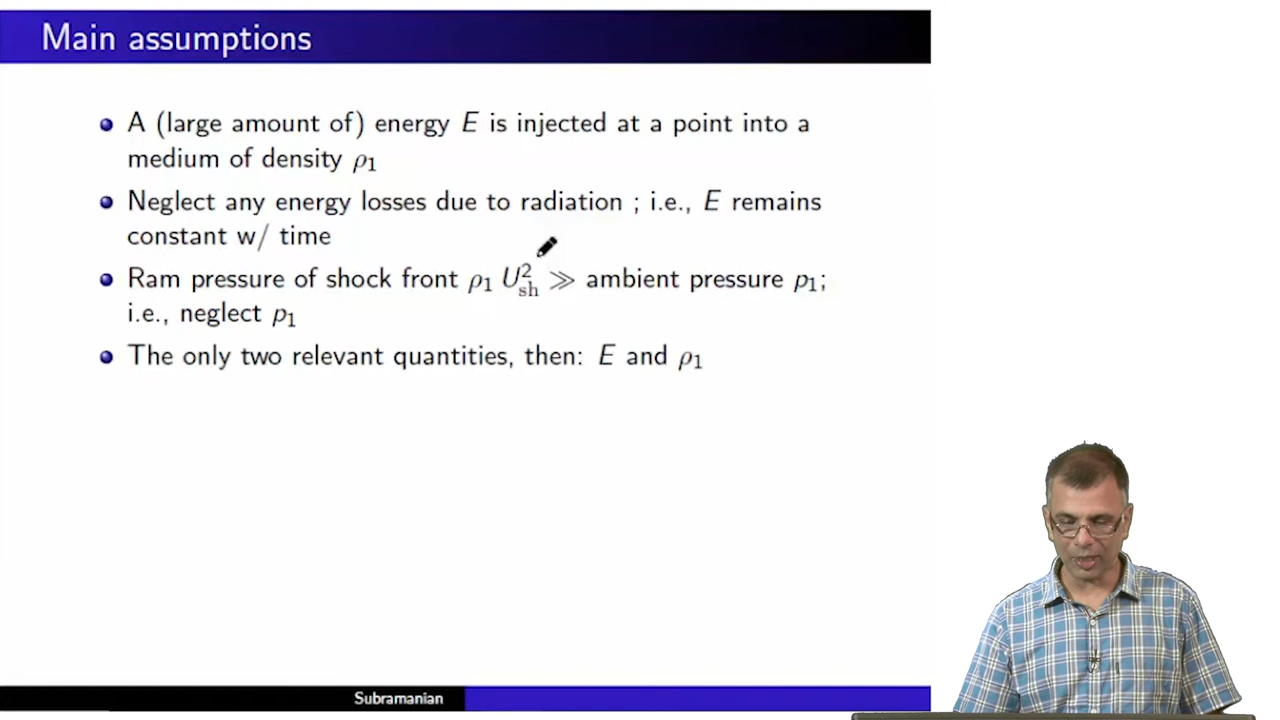 Main assumptions
A (large amount of) energy E is injected at a point into a
medium of density ρ₁
Neglect any energy losses due to radiation ; i.e., E remains
constant w/ time
Ram pressure of shock front ρ₁ U²sh ≫ ambient pressure p₁;
i.e., neglect p₁
The only two relevant quantities, then: E and ρ₁
Subramanian